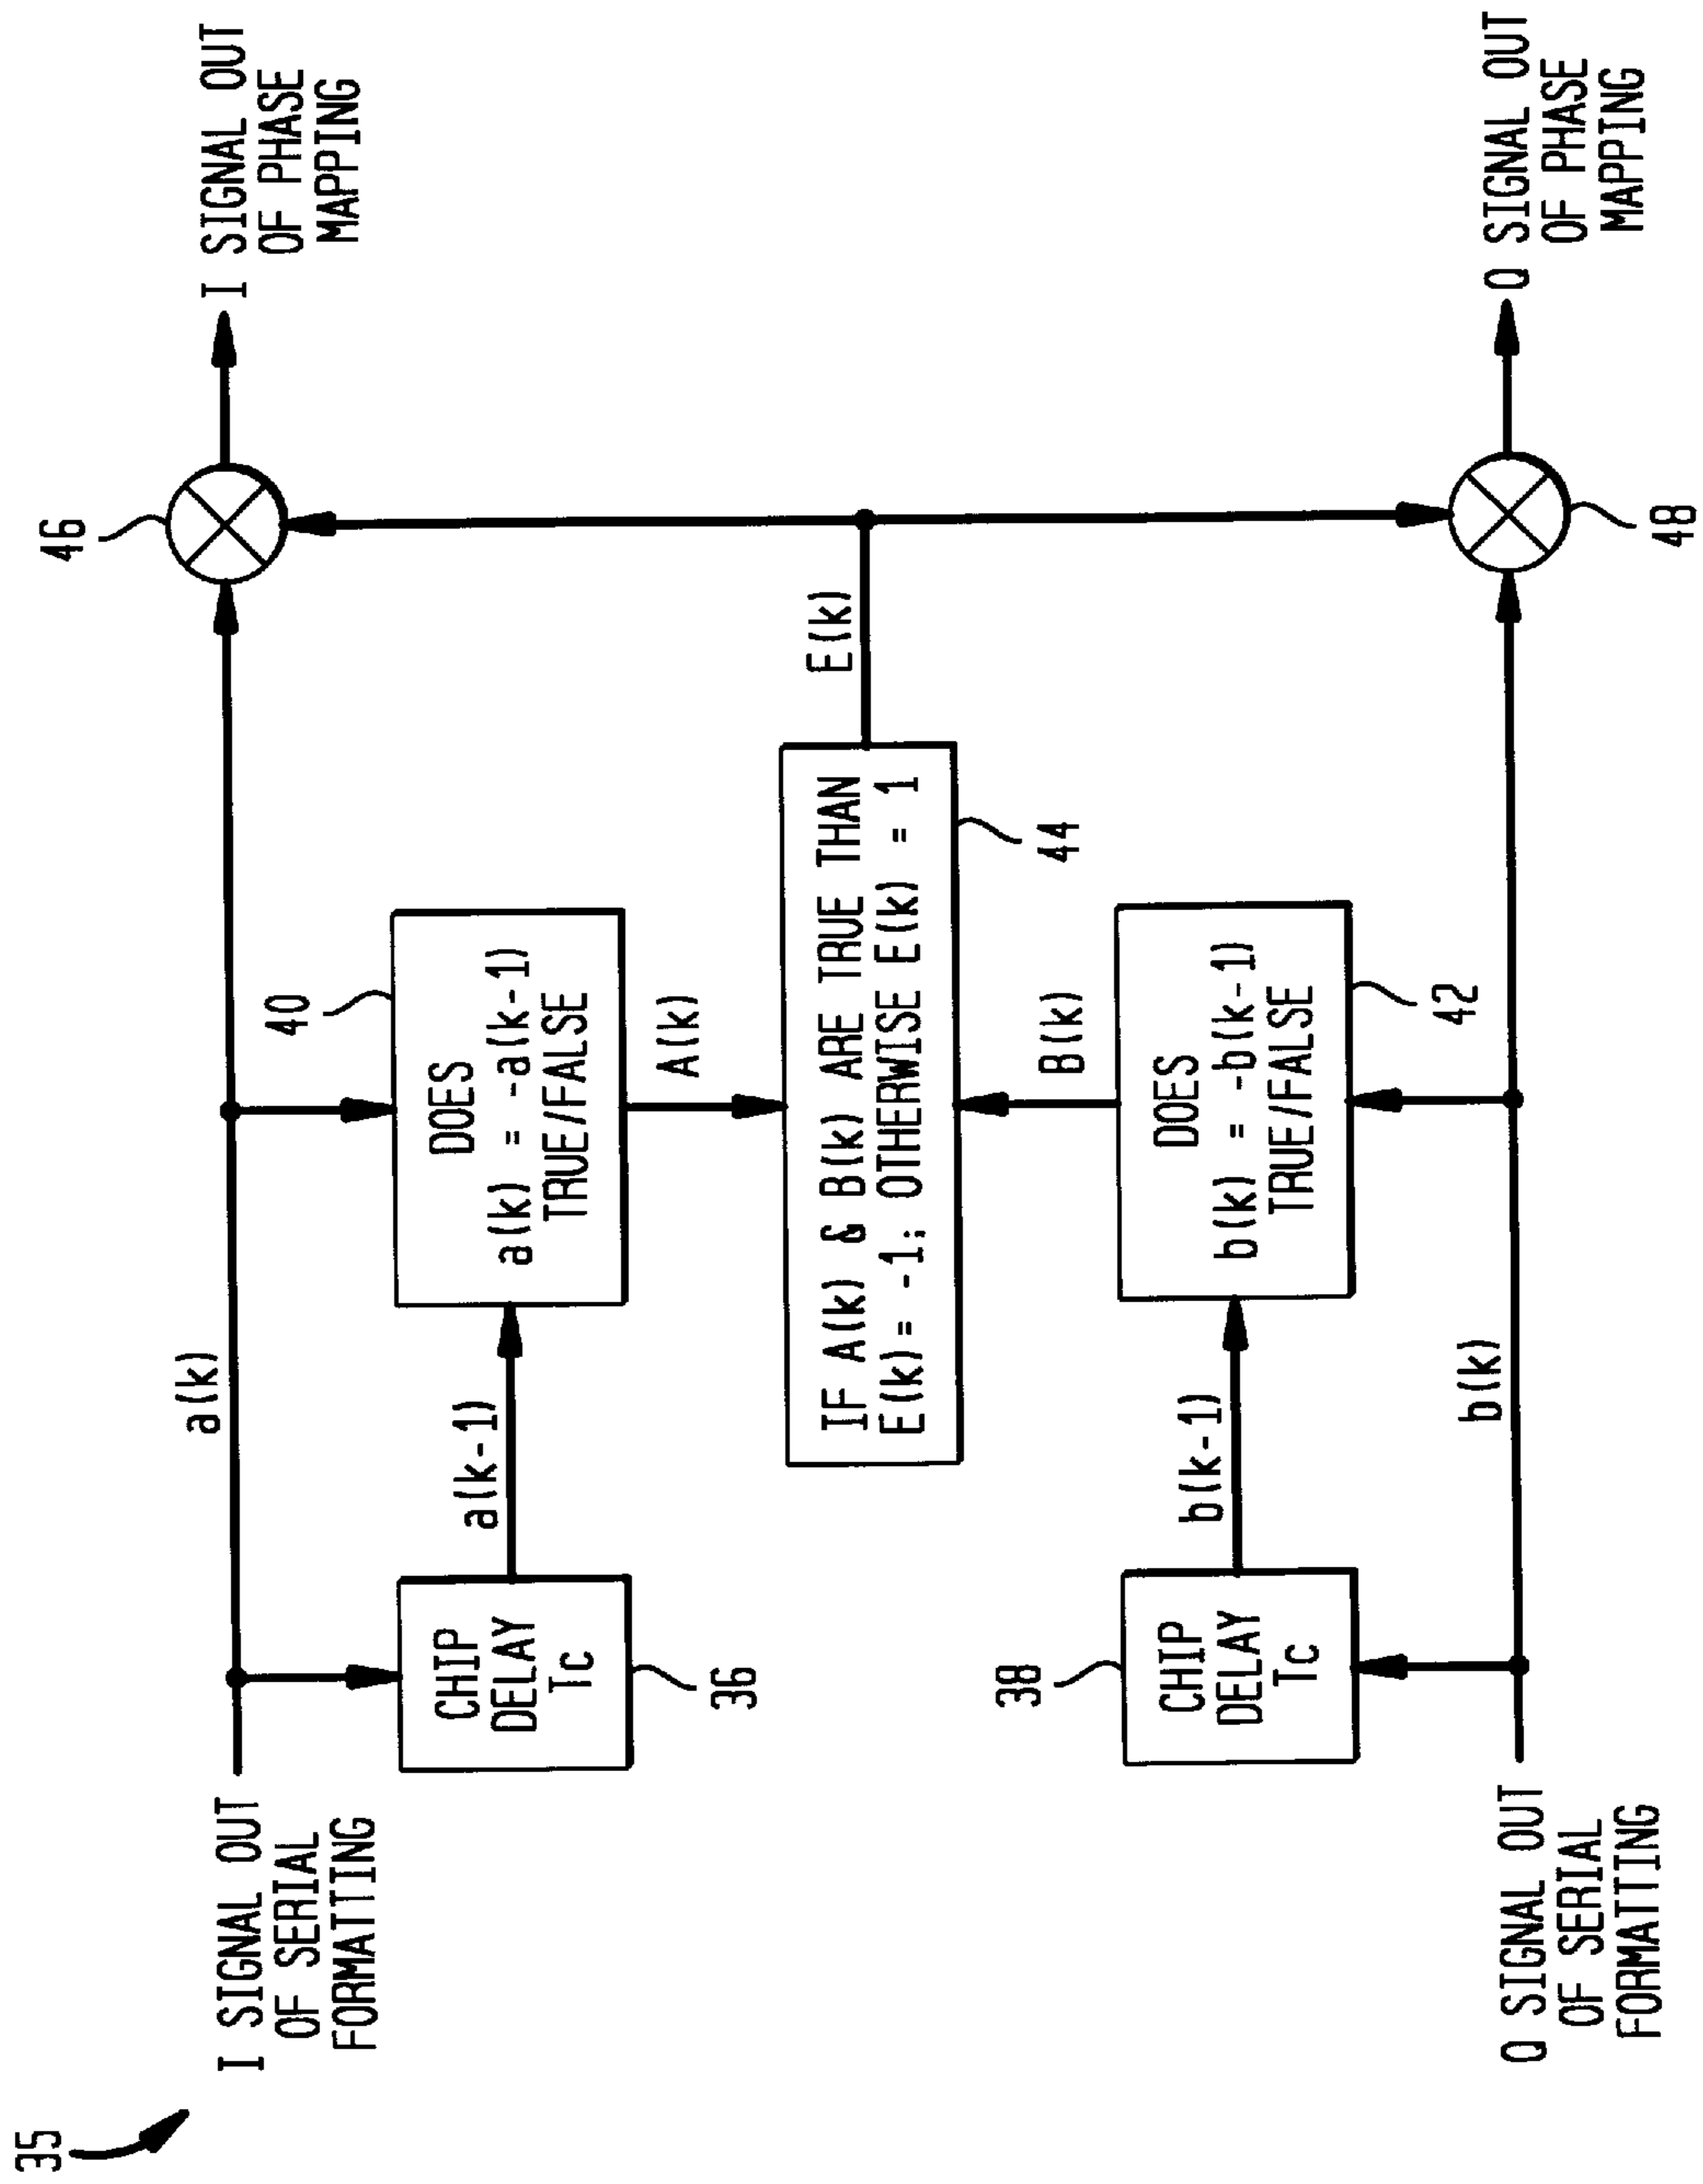 35
I SIGNAL OUT
OF SERIAL
FORMATTING
a(k)
46
I SIGNAL OUT
OF PHASE
MAPPING
CHIP
DELAY
Tc
36
a(k-1)
40
DOES
a(k) = -a(k-1)
TRUE/FALSE
A(k)
IF A(k) & B(k) ARE TRUE THAN
E(k)= -1; OTHERWISE E(k) = 1
44
E(k)
B(k)
38
CHIP
DELAY
Tc
b(k-1)
DOES
b(k) = -b(k-1)
TRUE/FALSE
42
b(k)
Q SIGNAL OUT
OF SERIAL
FORMATTING
48
Q SIGNAL OUT
OF PHASE
MAPPING